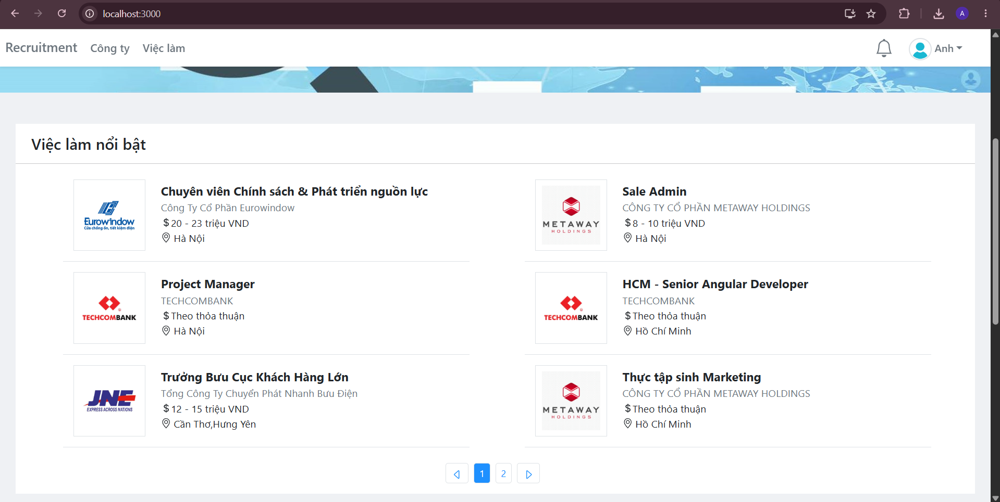 localhost:3000
A
Recruitment Công ty Việc làm
Anh
Việc làm nổi bật
Eurowindow
Cửa chống ồn, tiết kiệm điện
Chuyên viên Chính sách & Phát triển nguồn lực
Công Ty Cổ Phần Eurowindow
$ 20 - 23 triệu VND
Hà Nội
METAWAY
HOLDINGS
Sale Admin
CÔNG TY CỔ PHẦN METAWAY HOLDINGS
$ 8 - 10 triệu VND
Hà Nội
TECHCOMBANK
Project Manager
TECHCOMBANK
$ Theo thỏa thuận
Hà Nội
TECHCOMBANK
HCM - Senior Angular Developer
TECHCOMBANK
$ Theo thỏa thuận
Hồ Chí Minh
JNE
EXPRESS ACROSS NATIONS
Trưởng Bưu Cục Khách Hàng Lớn
Tổng Công Ty Chuyển Phát Nhanh Bưu Điện
$ 12 - 15 triệu VND
Cần Thơ,Hưng Yên
METAWAY
HOLDINGS
Thực tập sinh Marketing
CÔNG TY CỔ PHẦN METAWAY HOLDINGS
$ Theo thỏa thuận
Hồ Chí Minh
1 2